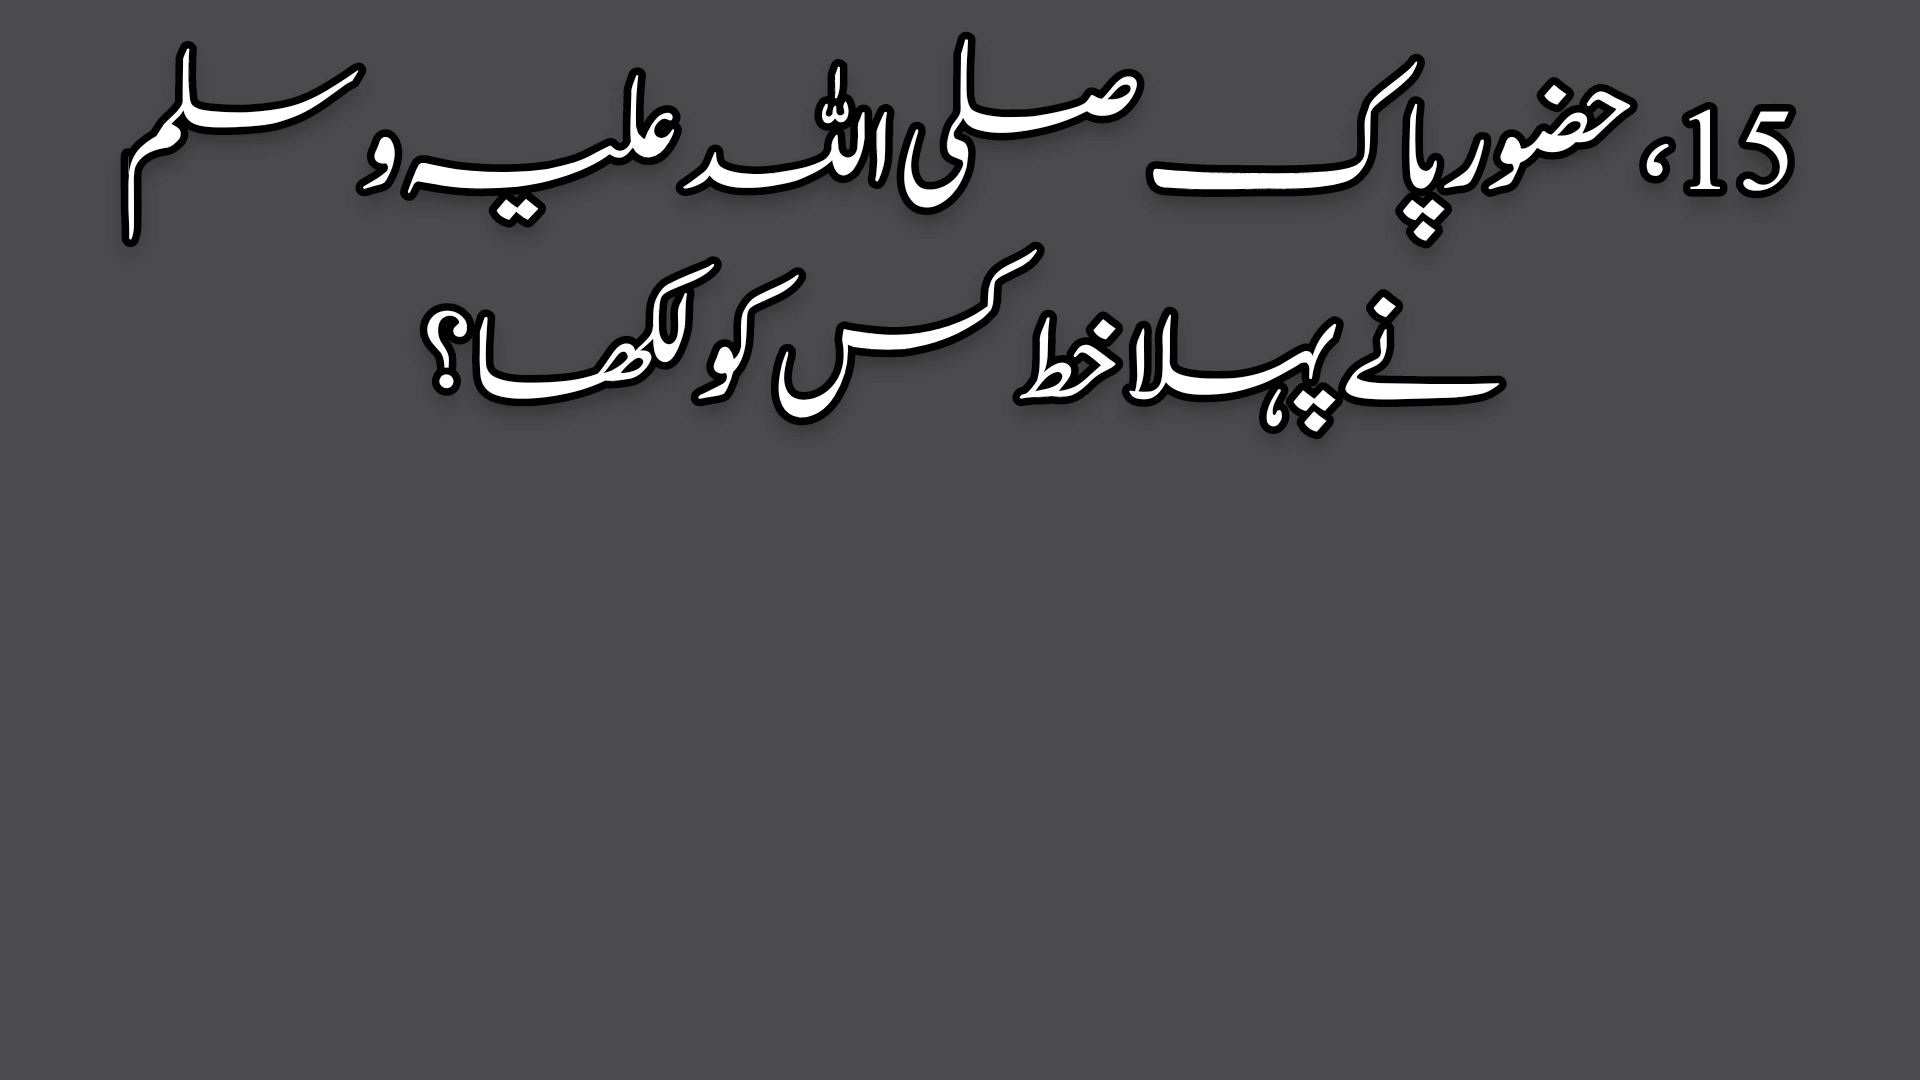 15، حضور پاک صلی اللہ علیہ وسلم
نے پہلا خط کس کو لکھا؟